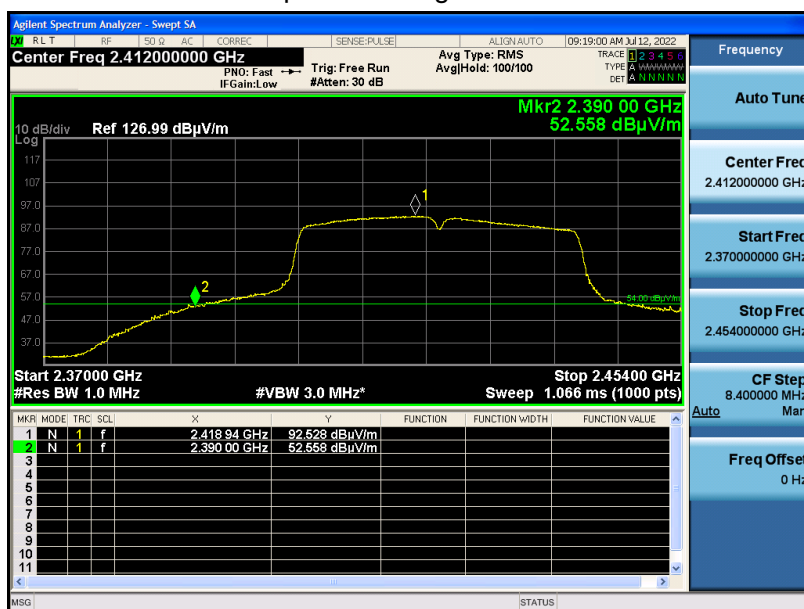 Agilent Spectrum Analyzer - Swept SA
LXI RLT RF 50 Ω AC CORREC SENSE:PULSE ALIGN AUTO 09:19:00 AM Jul 12, 2022
Center Freq 2.412000000 GHz
PNO: Fast
IFGain:Low
Trig: Free Run
#Atten: 30 dB
Avg Type: RMS
Avg|Hold: 100/100
TRACE 1 2 3 4 5 6
TYPE A WWWWW
DET A N N N N N
Mkr2 2.390 00 GHz
52.558 dBµV/m
10 dB/div Ref 126.99 dBµV/m
Log
117
107
97.0
87.0
77.0
67.0
57.0
47.0
37.0
1
2
54.00 dBµV/m
Start 2.37000 GHz Stop 2.45400 GHz
#Res BW 1.0 MHz #VBW 3.0 MHz* Sweep 1.066 ms (1000 pts)
MKR MODE TRC SCL X Y FUNCTION FUNCTION WIDTH FUNCTION VALUE
1 N 1 f 2.418 94 GHz 92.528 dBµV/m
2 N 1 f 2.390 00 GHz 52.558 dBµV/m
3
4
5
6
7
8
9
10
11
MSG STATUS
Frequency
Auto Tune
Center Freq
2.412000000 GHz
Start Freq
2.370000000 GHz
Stop Freq
2.454000000 GHz
CF Step
8.400000 MHz
Auto Man
Freq Offset
0 Hz